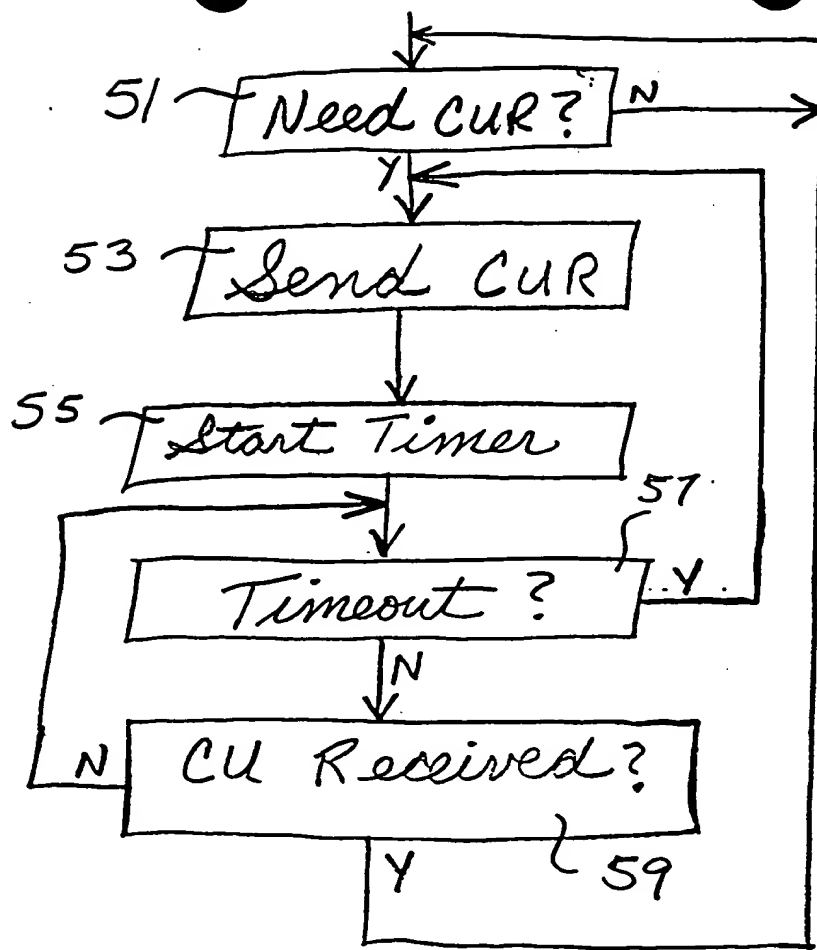 51 Need CUR? N
Y
53 Send CUR
55 Start Timer
57
Timeout ? Y
N
N CU Received?
Y 59